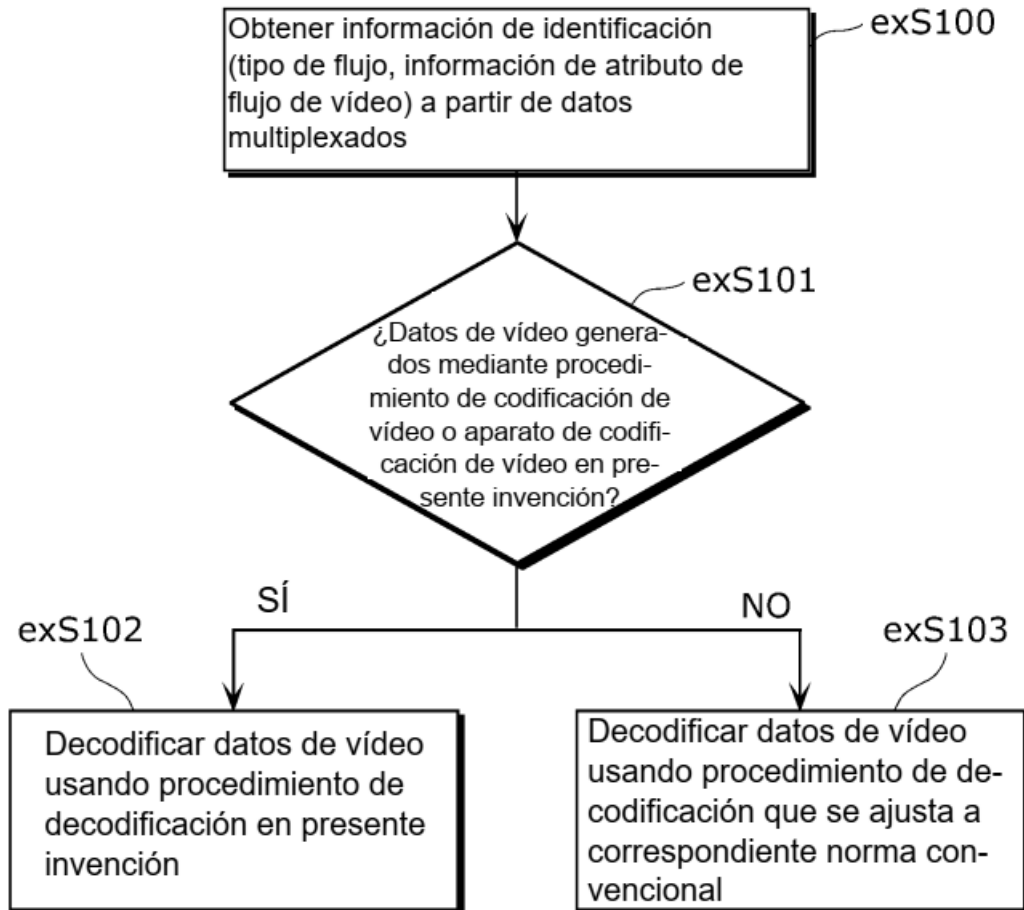 exS100
Obtener información de identificación
(tipo de flujo, información de atributo de
flujo de vídeo) a partir de datos
multiplexados
exS101
¿Datos de vídeo genera-
dos mediante procedi-
miento de codificación de
vídeo o aparato de codifi-
cación de vídeo en pre-
sente invención?
SÍ
NO
exS102
exS103
Decodificar datos de vídeo
usando procedimiento de
decodificación en presente
invención
Decodificar datos de vídeo
usando procedimiento de de-
codificación que se ajusta a
correspondiente norma con-
vencional